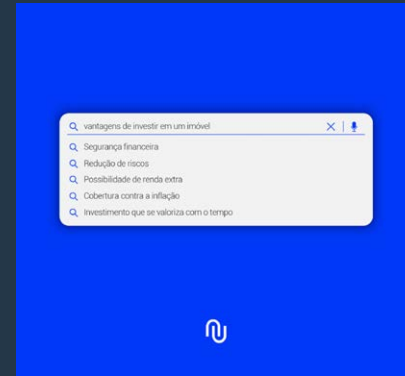 vantagens de investir em um imóvel
Segurança financeira
Redução de riscos
Possibilidade de renda extra
Cobertura contra a inflação
Investimento que se valoriza com o tempo